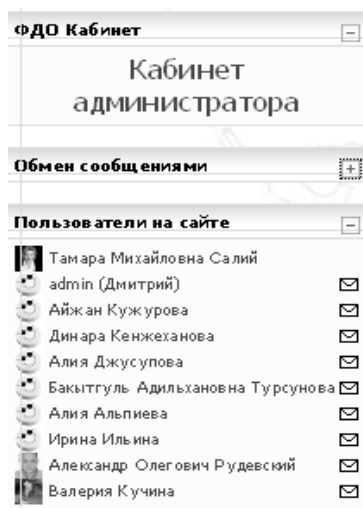 ФДО Кабинет
Кабинет
администратора
Обмен сообщениями
Пользователи на сайте
Тамара Михайловна Салий
admin (Дмитрий)
Айжан Кужурова
Динара Кенжеханова
Алия Джусупова
Бакытгуль Адильхановна Турсунова
Алия Альпиева
Ирина Ильина
Александр Олегович Рудевский
Валерия Кучина